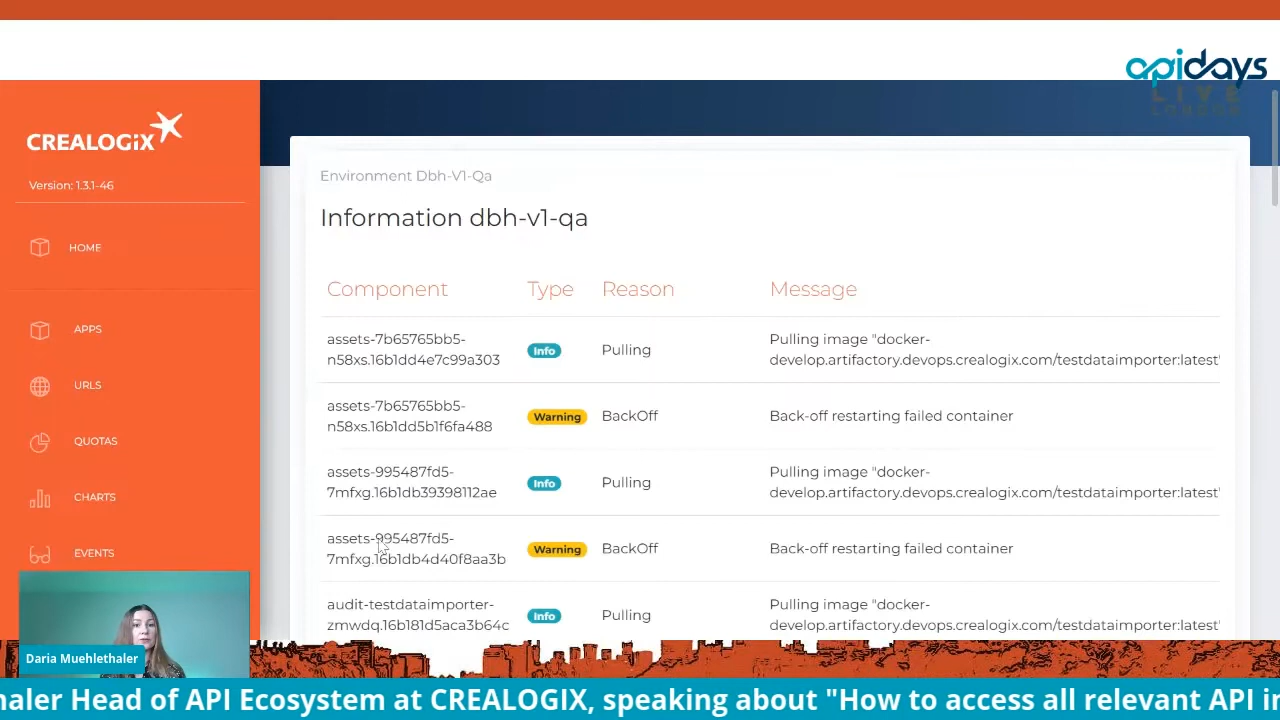 apidays
LIVE
LONDON
CREALOGIX
Version: 1.3.1-46
HOME
APPS
URLS
QUOTAS
CHARTS
EVENTS
Environment Dbh-V1-Qa
Information dbh-v1-qa
Component Type Reason Message
assets-7b65765bb5-
n58xs.16b1dd4e7c99a303 Info Pulling Pulling image "docker-
develop.artifactory.devops.crealogix.com/testdataimporter:latest"
assets-7b65765bb5-
n58xs.16b1dd5b1f6fa488 Warning BackOff Back-off restarting failed container
assets-995487fd5-
7mfxg.16b1db39398112ae Info Pulling Pulling image "docker-
develop.artifactory.devops.crealogix.com/testdataimporter:latest"
assets-995487fd5-
7mfxg.16b1db4d40f8aa3b Warning BackOff Back-off restarting failed container
audit-testdataimporter-
zmwdq.16b181d5aca3b64c Info Pulling Pulling image "docker-
develop.artifactory.devops.crealogix.com/testdataimporter:latest"
Daria Muehlethaler
haler Head of API Ecosystem at CREALOGIX, speaking about "How to access all relevant API in